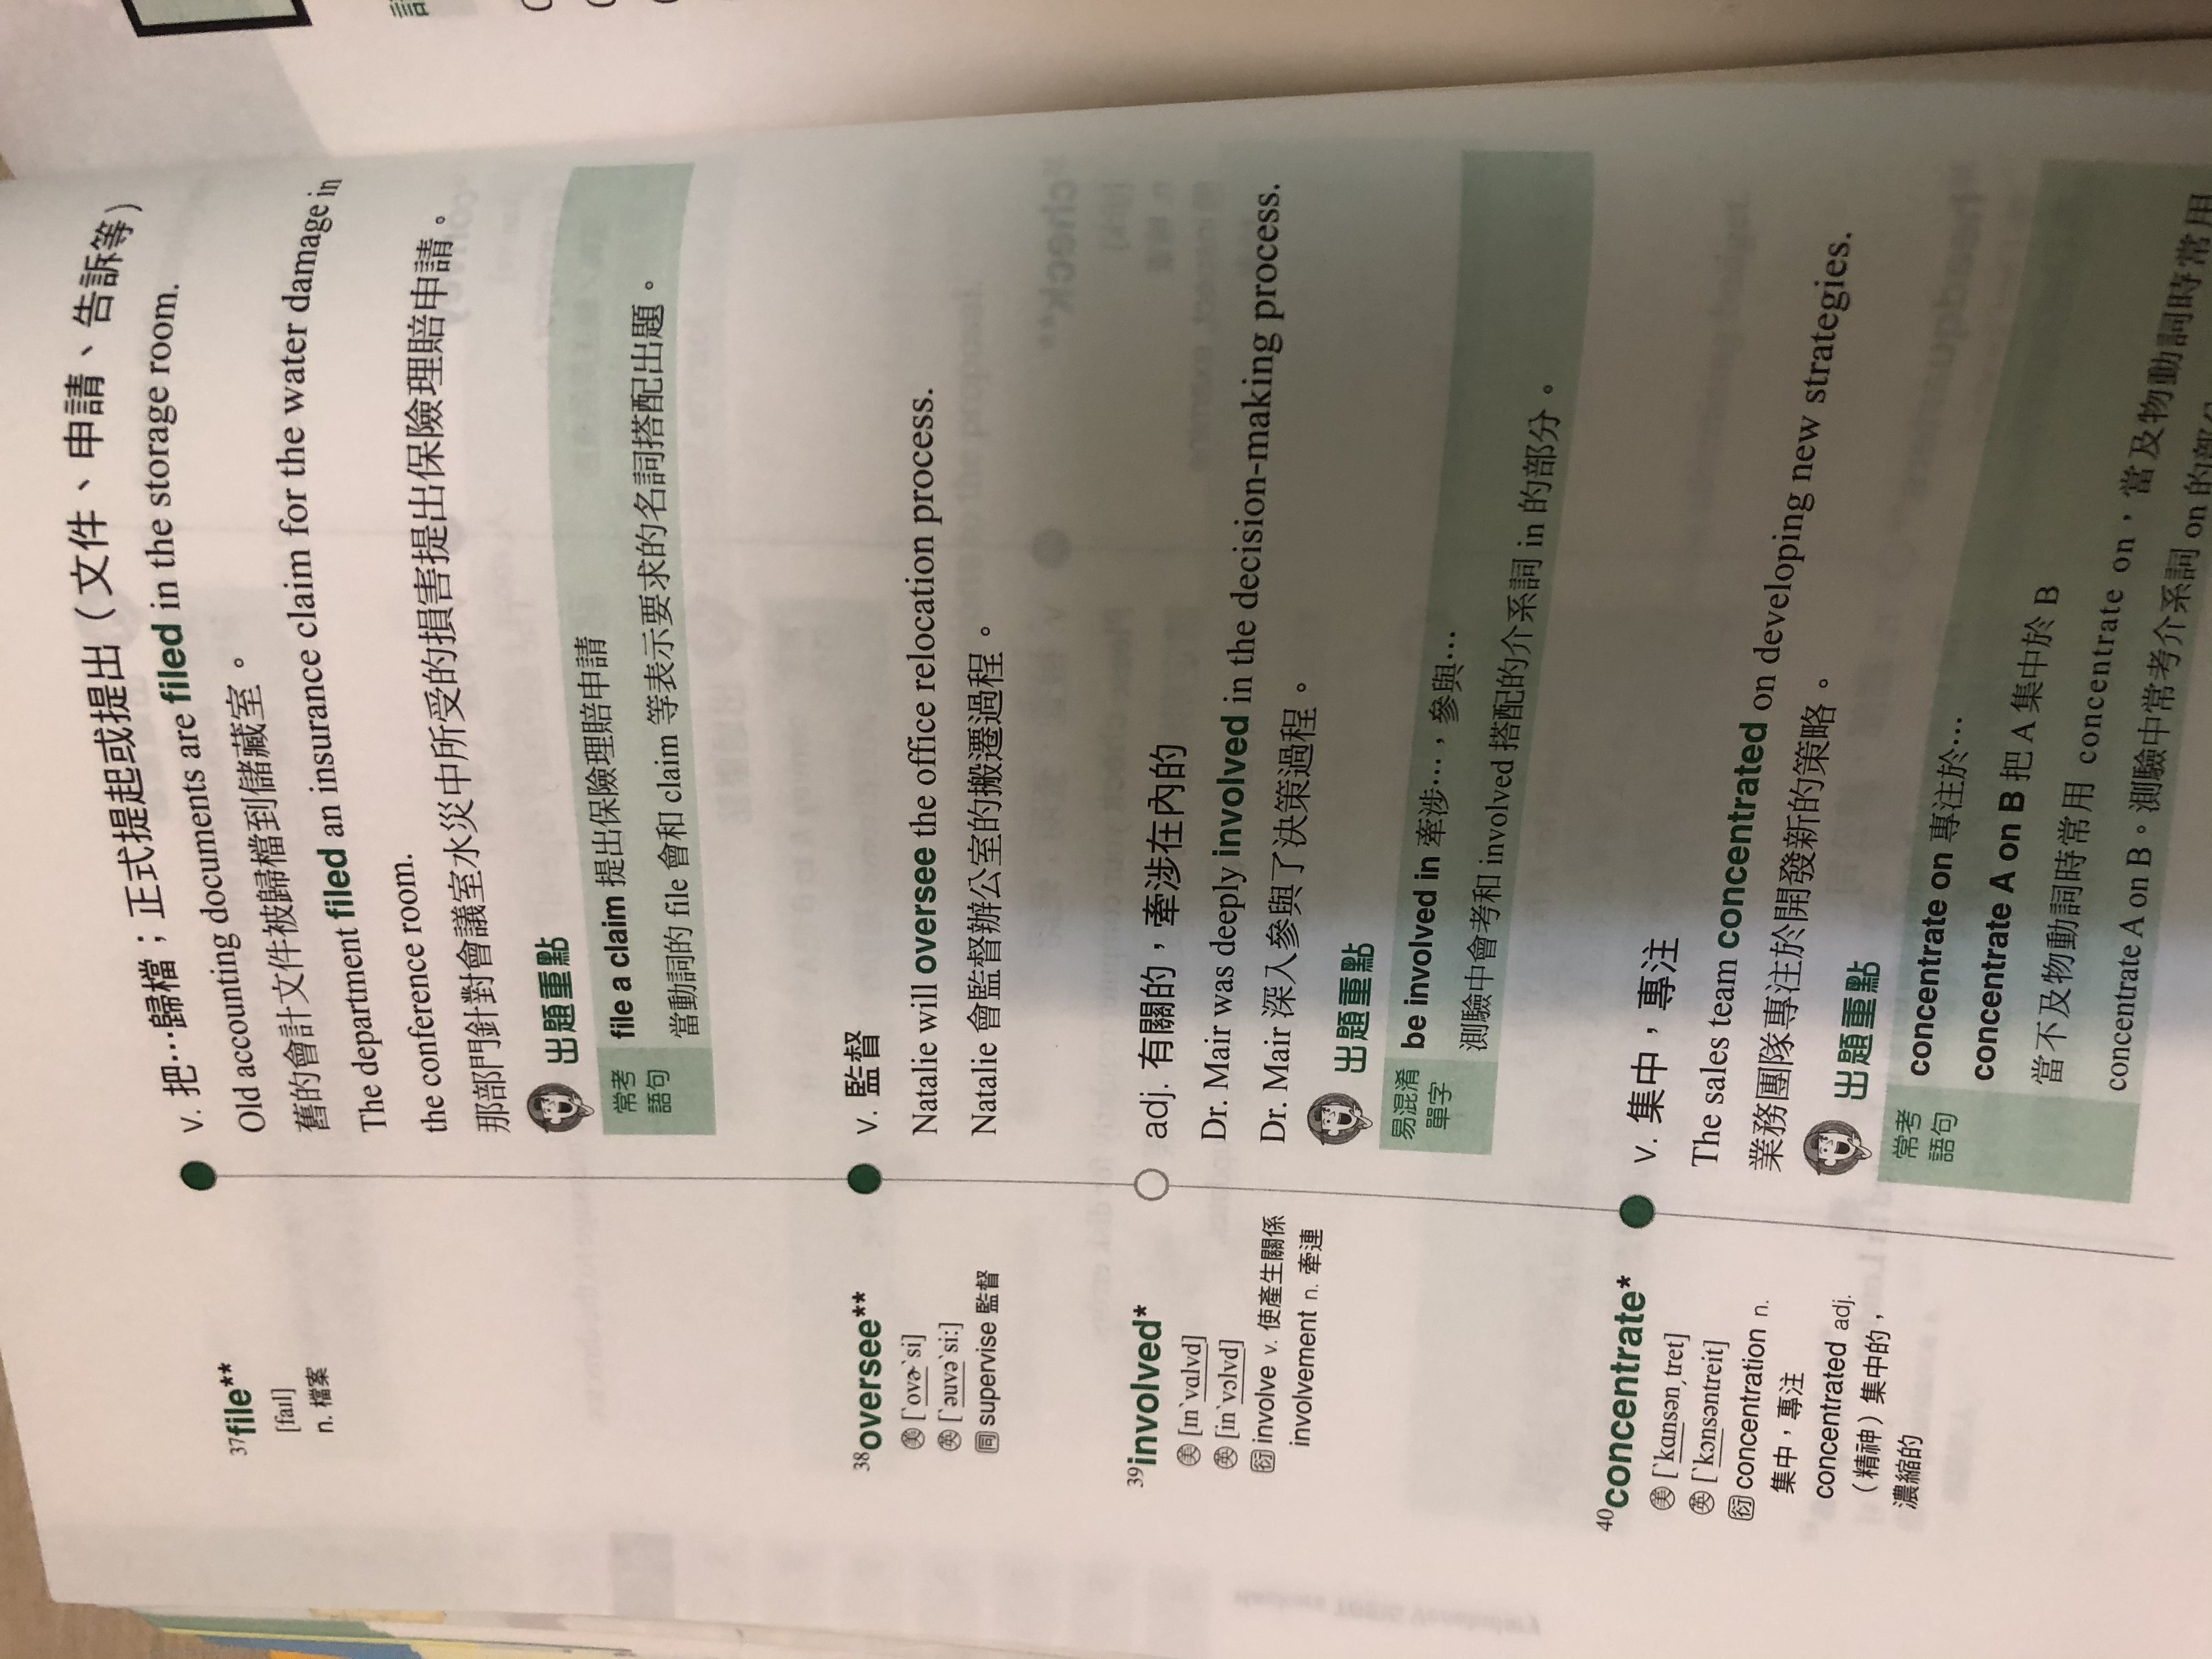 37file**
[faɪl]
n. 檔案
v. 把…歸檔；正式提起或提出（文件、申請、告訴等）
Old accounting documents are filed in the storage room.
舊的會計文件被歸檔到儲藏室。
The department filed an insurance claim for the water damage in
the conference room.
那部門針對會議室水災中所受的損害提出保險理賠申請。
出題重點
常考
語句
file a claim 提出保險理賠申請
當動詞的 file 會和 claim 等表示要求的名詞搭配出題。
38oversee**
美 [ˋovɚˋsi]
英 [ˋəuvəˋsi:]
同 supervise 監督
v. 監督
Natalie will oversee the office relocation process.
Natalie 會監督辦公室的搬遷過程。
39involved*
美 [ɪnˋvɑlvd]
英 [inˋvɔlvd]
衍 involve v. 使產生關係
involvement n. 牽連
adj. 有關的，牽涉在內的
Dr. Mair was deeply involved in the decision-making process.
Dr. Mair 深入參與了決策過程。
出題重點
易混淆
單字
be involved in 牽涉…，參與…
測驗中會考和 involved 搭配的介系詞 in 的部分。
40concentrate*
美 [ˋkɑnsənˏtret]
英 [ˋkɔnsəntreit]
衍 concentration n.
集中，專注
concentrated adj.
（精神）集中的，
濃縮的
v. 集中，專注
The sales team concentrated on developing new strategies.
業務團隊專注於開發新的策略。
出題重點
常考
語句
concentrate on 專注於…
concentrate A on B 把 A 集中於 B
當不及物動詞時常用 concentrate on，當及物動詞時常用
concentrate A on B。測驗中常考介系詞 on 的部